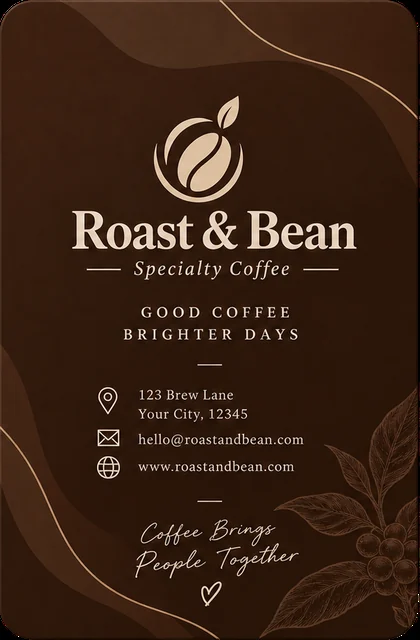 Roast & Bean
Specialty Coffee
GOOD COFFEE
BRIGHTER DAYS
123 Brew Lane
Your City, 12345
hello@roastandbean.com
www.roastandbean.com
Coffee Brings
People Together